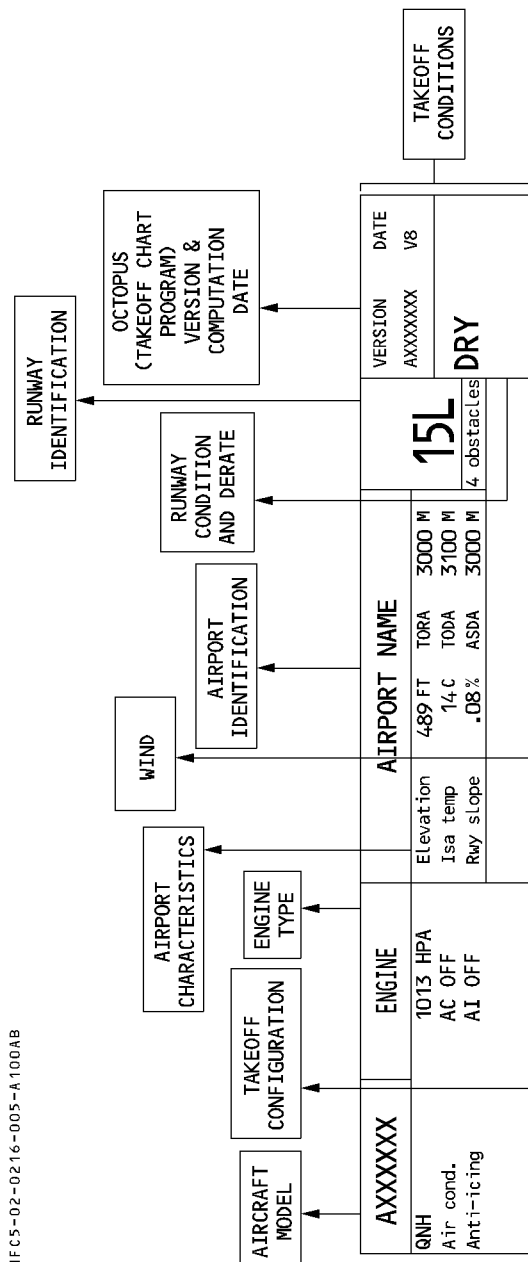 IFC5-02-0216-005-A100AB
AIRCRAFT
MODEL
TAKEOFF
CONFIGURATION
ENGINE
TYPE
AIRPORT
CHARACTERISTICS
WIND
AIRPORT
IDENTIFICATION
RUNWAY
CONDITION
AND DERATE
RUNWAY
IDENTIFICATION
OCTOPUS
(TAKEOFF CHART
PROGRAM)
VERSION &
COMPUTATION
DATE
TAKEOFF
CONDITIONS
AXXXXXX
ENGINE
AIRPORT NAME
15L
VERSION DATE
AXXXXXXX V8
QNH 1013 HPA
Air cond. AC OFF
Anti-icing AI OFF
Elevation 489 FT TORA 3000 M
Isa temp 14 C TODA 3100 M
Rwy slope .08% ASDA 3000 M
4 obstacles
DRY